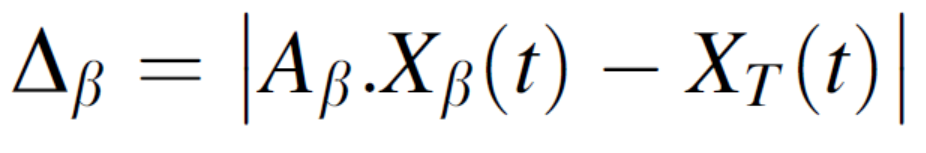 Δ_β = |A_β.X_β(t) − X_T(t)|